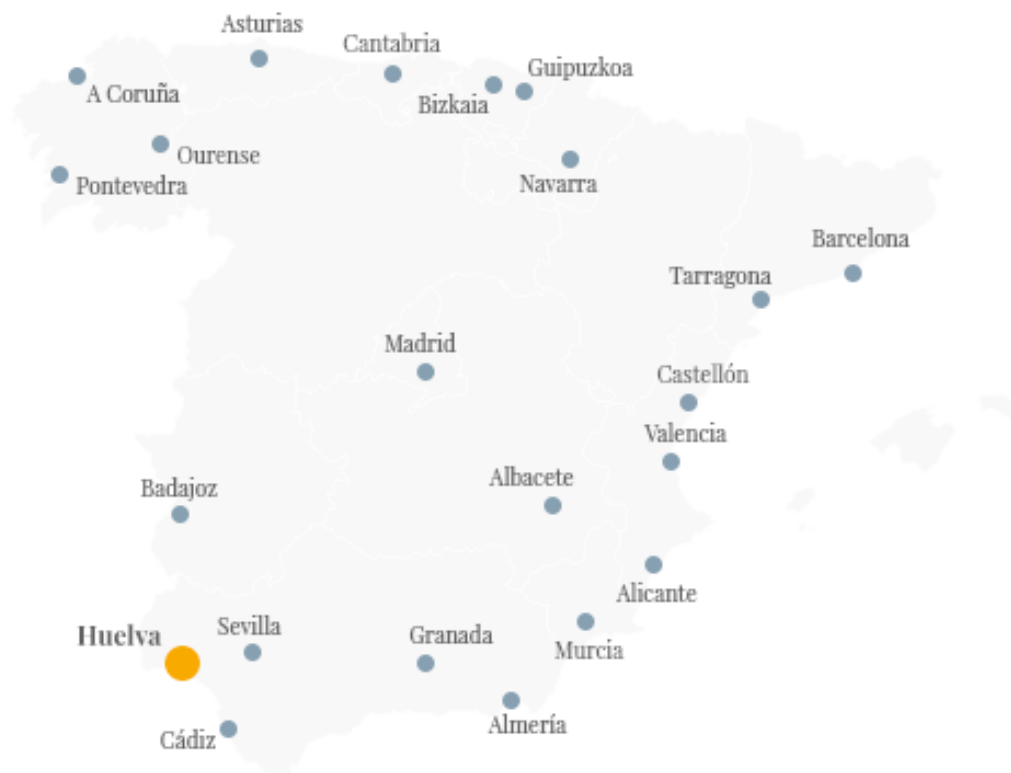 Asturias
Cantabria
Guipuzkoa
A Coruña
Bizkaia
Ourense
Pontevedra
Navarra
Barcelona
Tarragona
Madrid
Castellón
Valencia
Albacete
Badajoz
Alicante
Huelva
Sevilla
Granada
Murcia
Almería
Cádiz